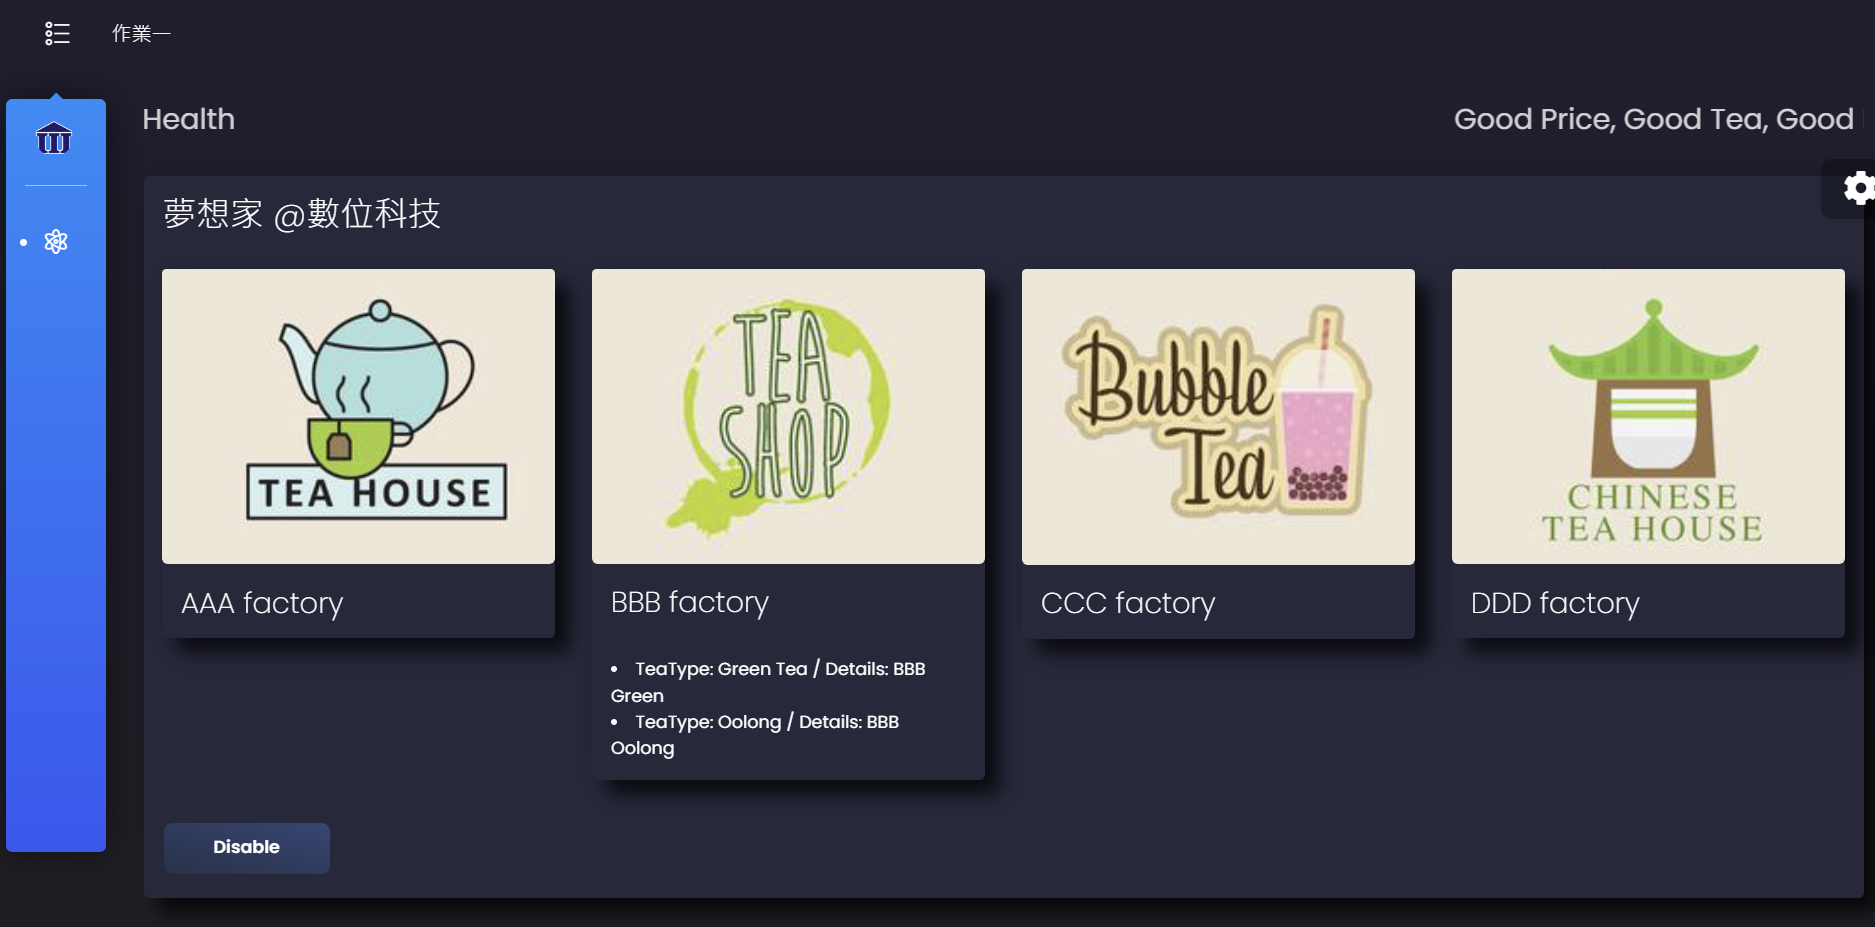 作業一
Health
Good Price, Good Tea, Good
夢想家 @數位科技
TEA HOUSE
TEA
SHOP
Bubble
Tea
CHINESE
TEA HOUSE
AAA factory
BBB factory
CCC factory
DDD factory
• TeaType: Green Tea / Details: BBB
Green
• TeaType: Oolong / Details: BBB
Oolong
Disable